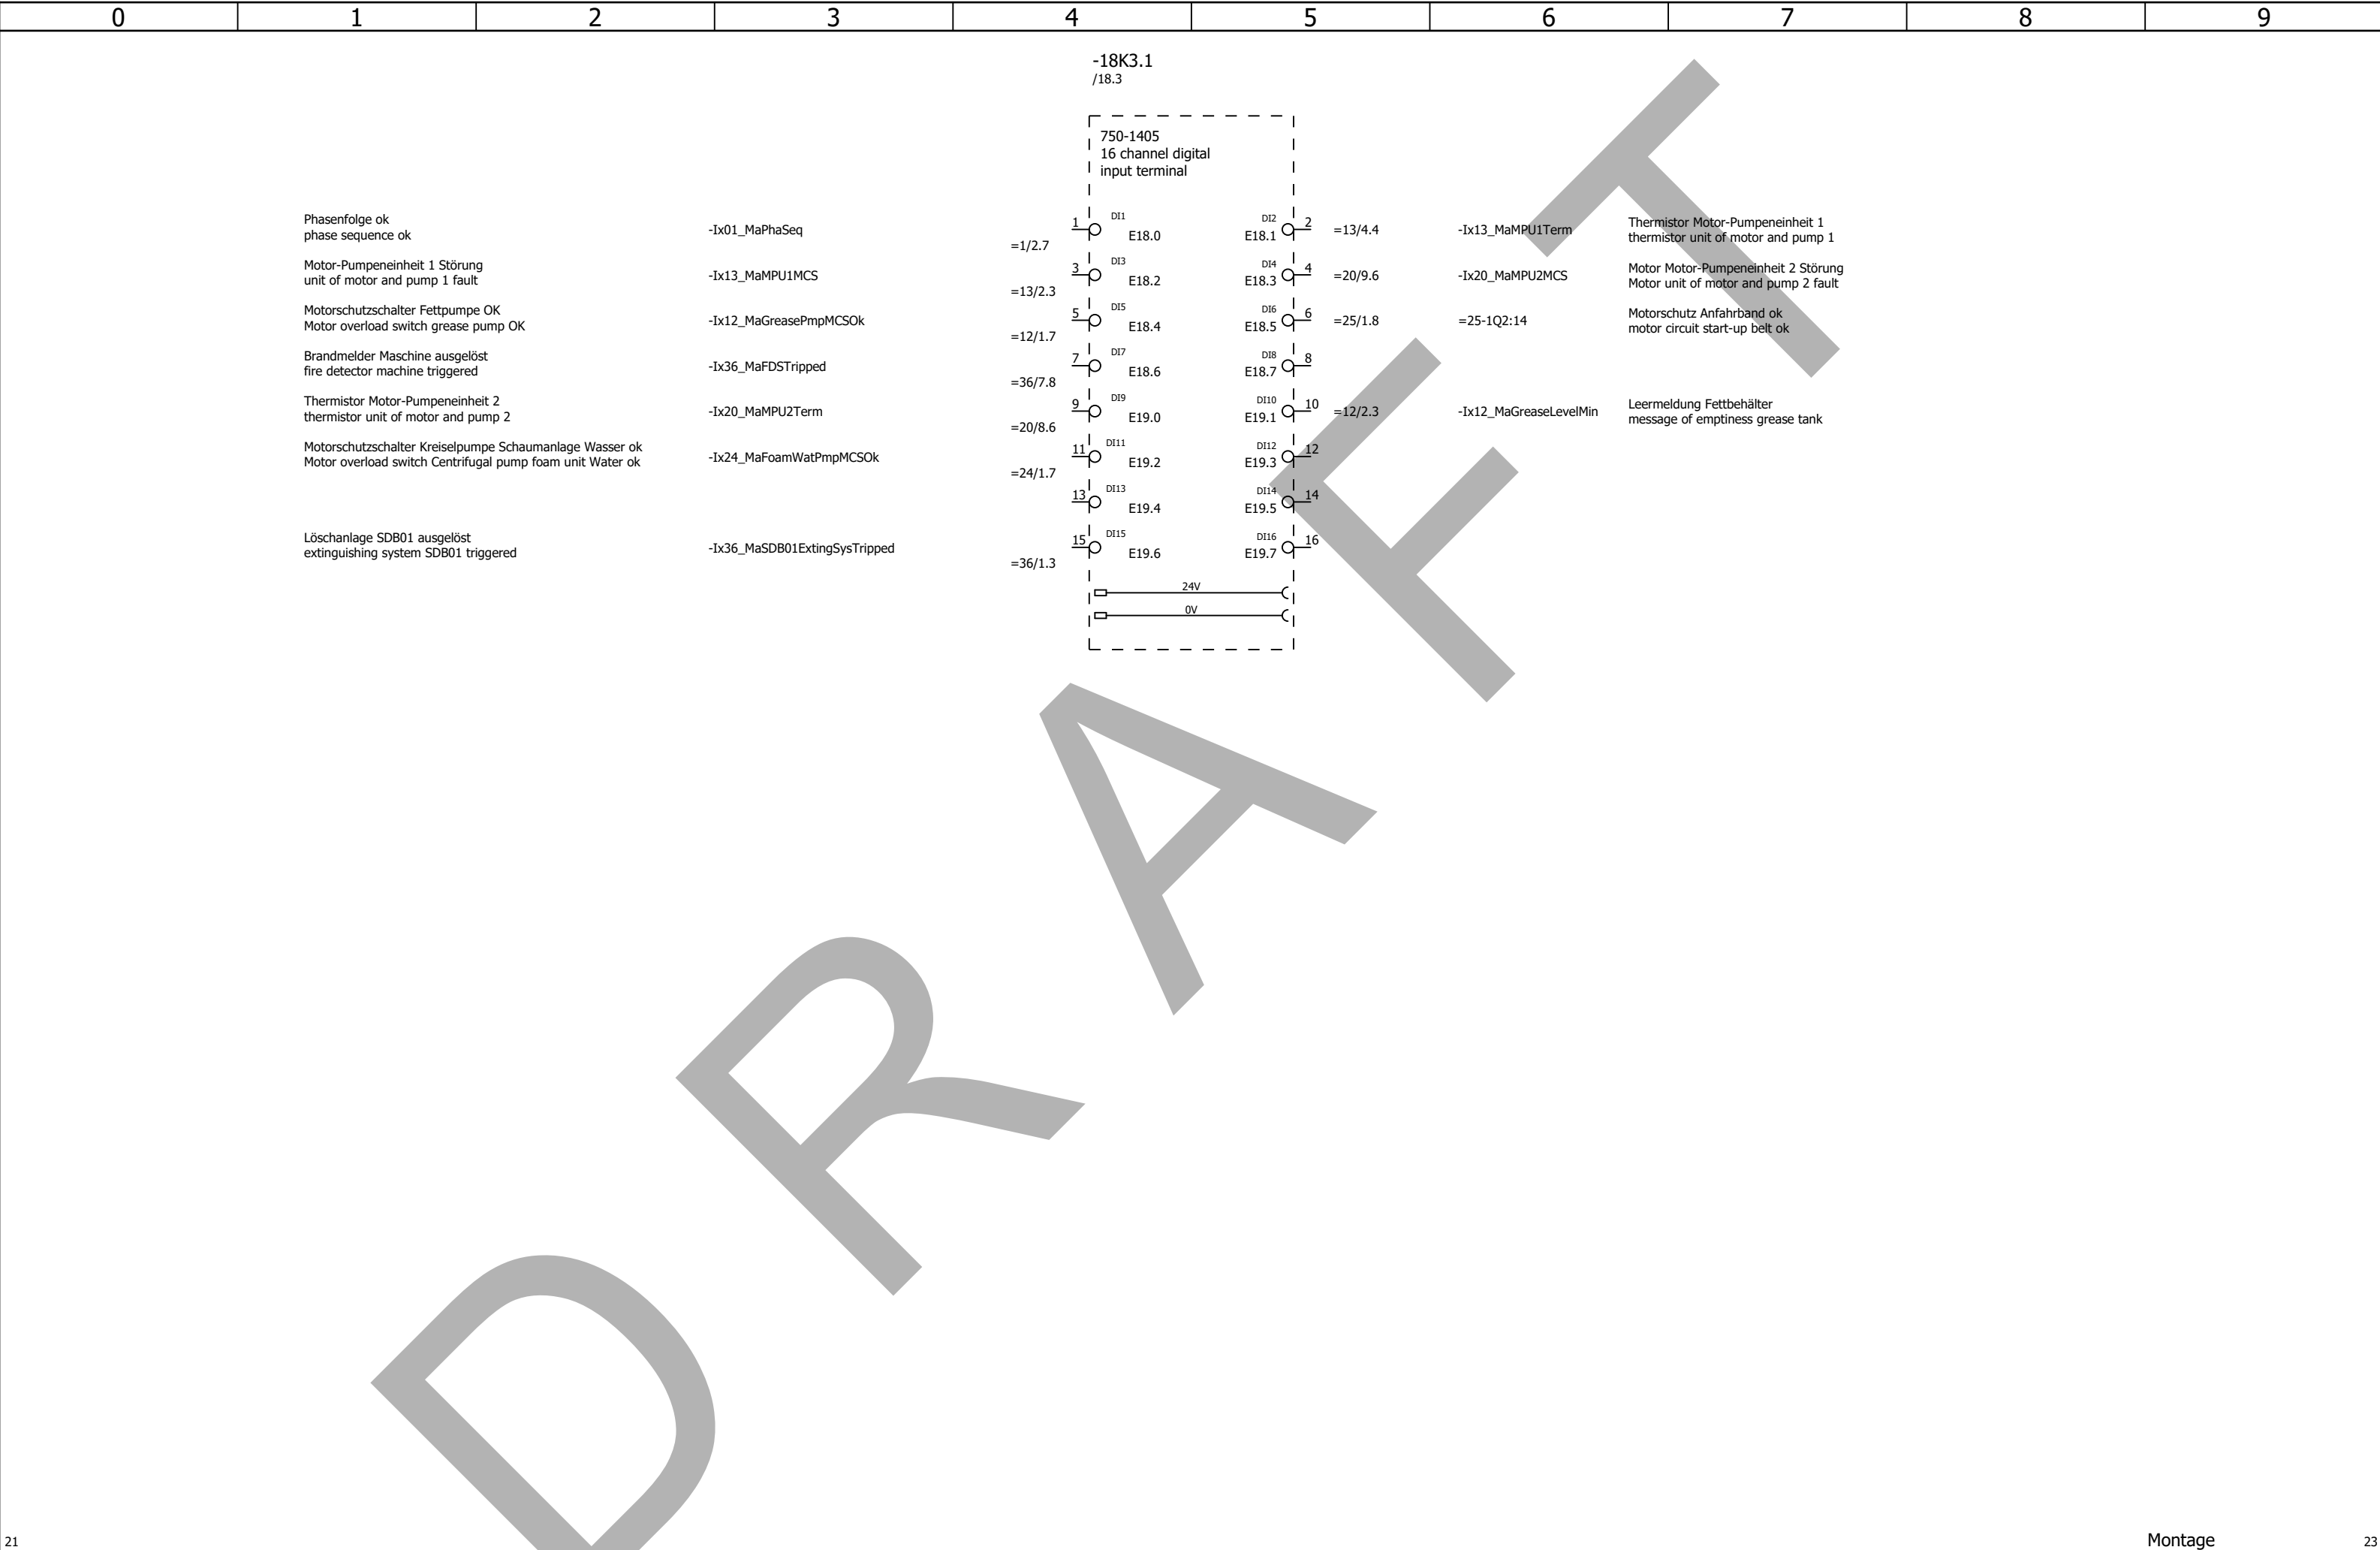 0 1 2 3 4 5 6 7 8 9
-18K3.1
/18.3
750-1405
16 channel digital
input terminal
Phasenfolge ok
phase sequence ok
-Ix01_MaPhaSeq
=1/2.7
1 DI1 E18.0
DI2 E18.1 2
=13/4.4
-Ix13_MaMPU1Term
Thermistor Motor-Pumpeneinheit 1
thermistor unit of motor and pump 1
Motor-Pumpeneinheit 1 Störung
unit of motor and pump 1 fault
-Ix13_MaMPU1MCS
=13/2.3
3 DI3 E18.2
DI4 E18.3 4
=20/9.6
-Ix20_MaMPU2MCS
Motor Motor-Pumpeneinheit 2 Störung
Motor unit of motor and pump 2 fault
Motorschutzschalter Fettpumpe OK
Motor overload switch grease pump OK
-Ix12_MaGreasePmpMCSOk
=12/1.7
5 DI5 E18.4
DI6 E18.5 6
=25/1.8
=25-1Q2:14
Motorschutz Anfahrband ok
motor circuit start-up belt ok
Brandmelder Maschine ausgelöst
fire detector machine triggered
-Ix36_MaFDSTripped
=36/7.8
7 DI7 E18.6
DI8 E18.7 8
Thermistor Motor-Pumpeneinheit 2
thermistor unit of motor and pump 2
-Ix20_MaMPU2Term
=20/8.6
9 DI9 E19.0
DI10 E19.1 10
=12/2.3
-Ix12_MaGreaseLevelMin
Leermeldung Fettbehälter
message of emptiness grease tank
Motorschutzschalter Kreiselpumpe Schaumanlage Wasser ok
Motor overload switch Centrifugal pump foam unit Water ok
-Ix24_MaFoamWatPmpMCSOk
=24/1.7
11 DI11 E19.2
DI12 E19.3 12
13 DI13 E19.4
DI14 E19.5 14
Löschanlage SDB01 ausgelöst
extinguishing system SDB01 triggered
-Ix36_MaSDB01ExtingSysTripped
=36/1.3
15 DI15 E19.6
DI16 E19.7 16
24V
0V
DRAFT
21
Montage
23